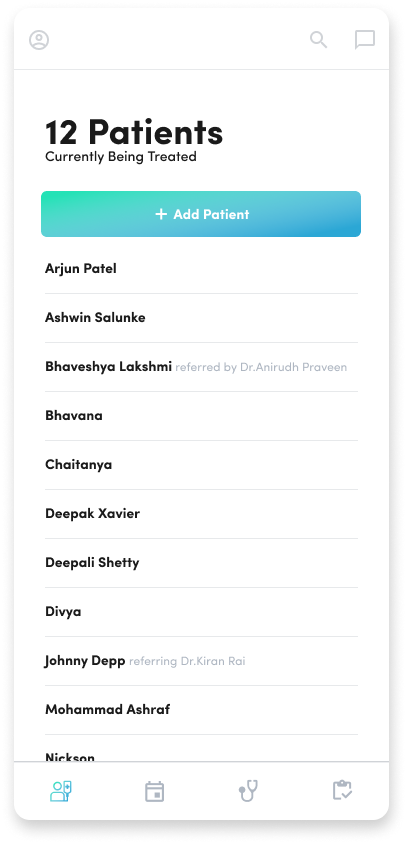 12 Patients
Currently Being Treated
+ Add Patient
Arjun Patel
Ashwin Salunke
Bhaveshya Lakshmi referred by Dr.Anirudh Praveen
Bhavana
Chaitanya
Deepak Xavier
Deepali Shetty
Divya
Johnny Depp referring Dr.Kiran Rai
Mohammad Ashraf
Nickson